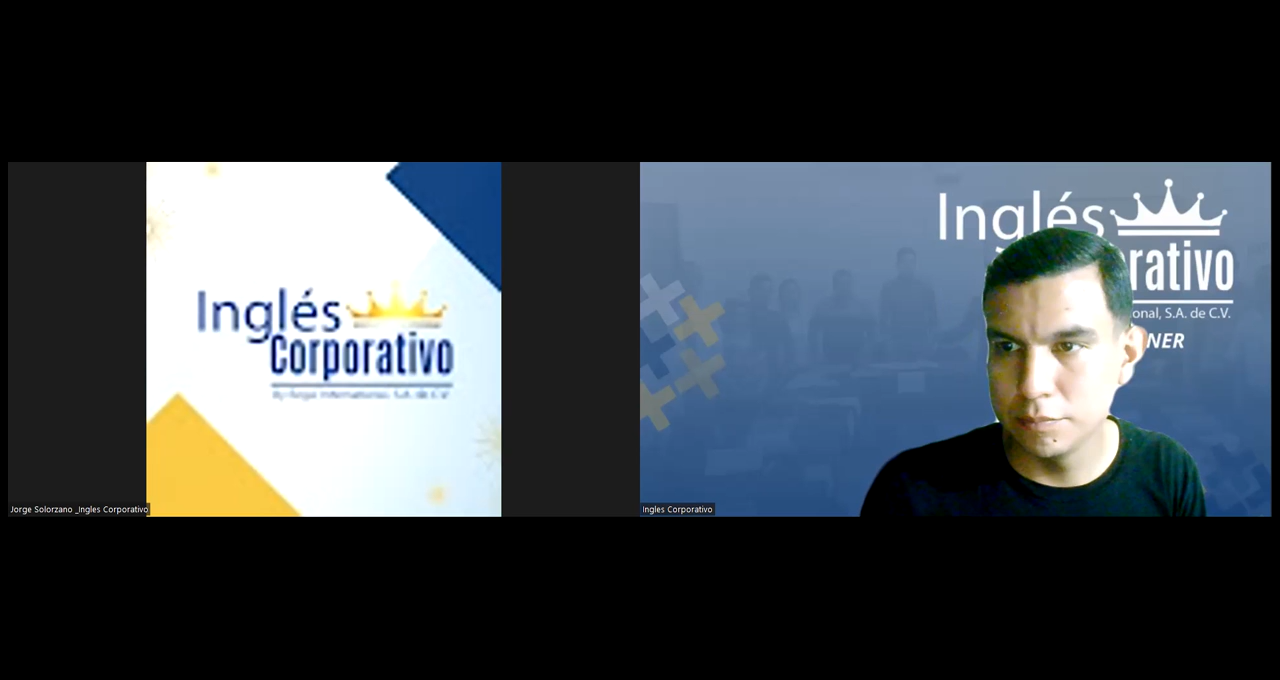 Inglés
Corporativo
Jorge Solorzano _Ingles Corporativo
Inglés
rativo
onal, S.A. de C.V.
NER
Ingles Corporativo